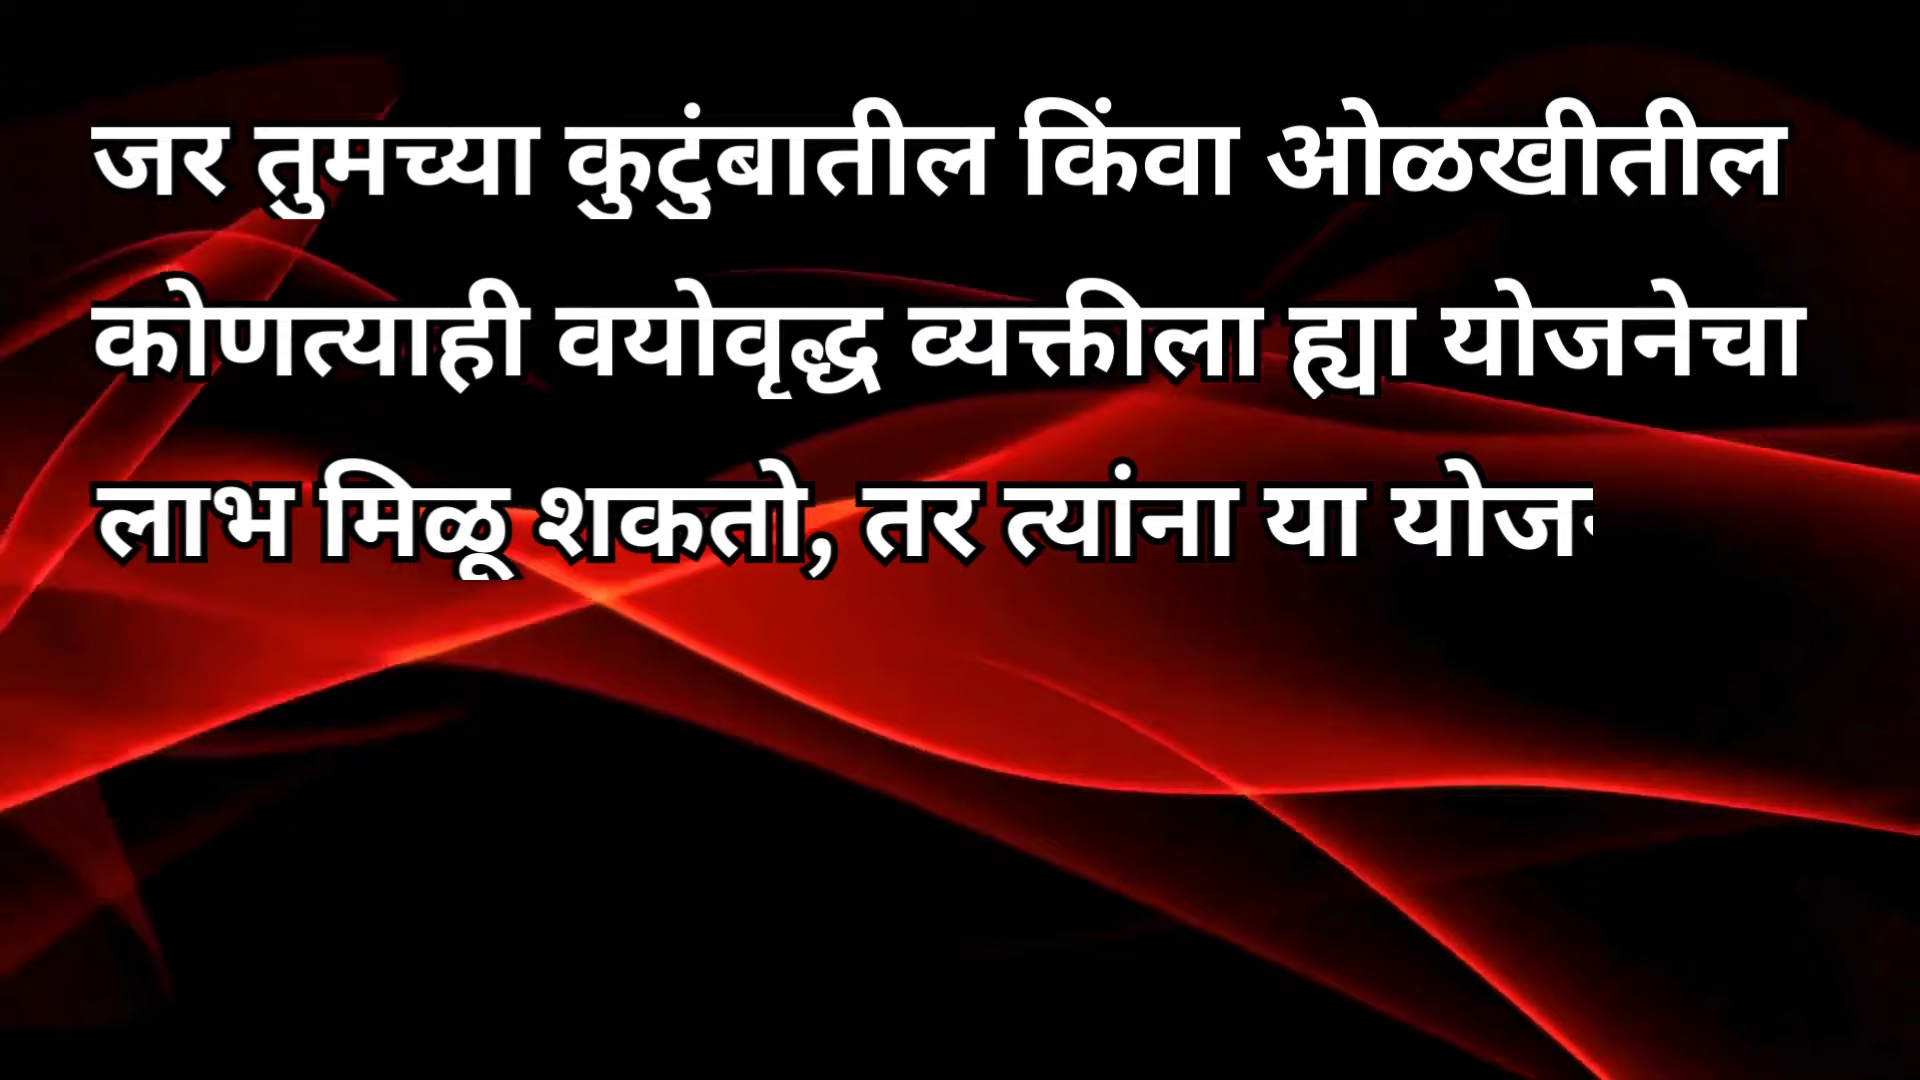 जर तुमच्या कुटुंबातील किंवा ओळखीतील
कोणत्याही वयोवृद्ध व्यक्तीला ह्या योजनेचा
लाभ मिळू शकतो, तर त्यांना या योज